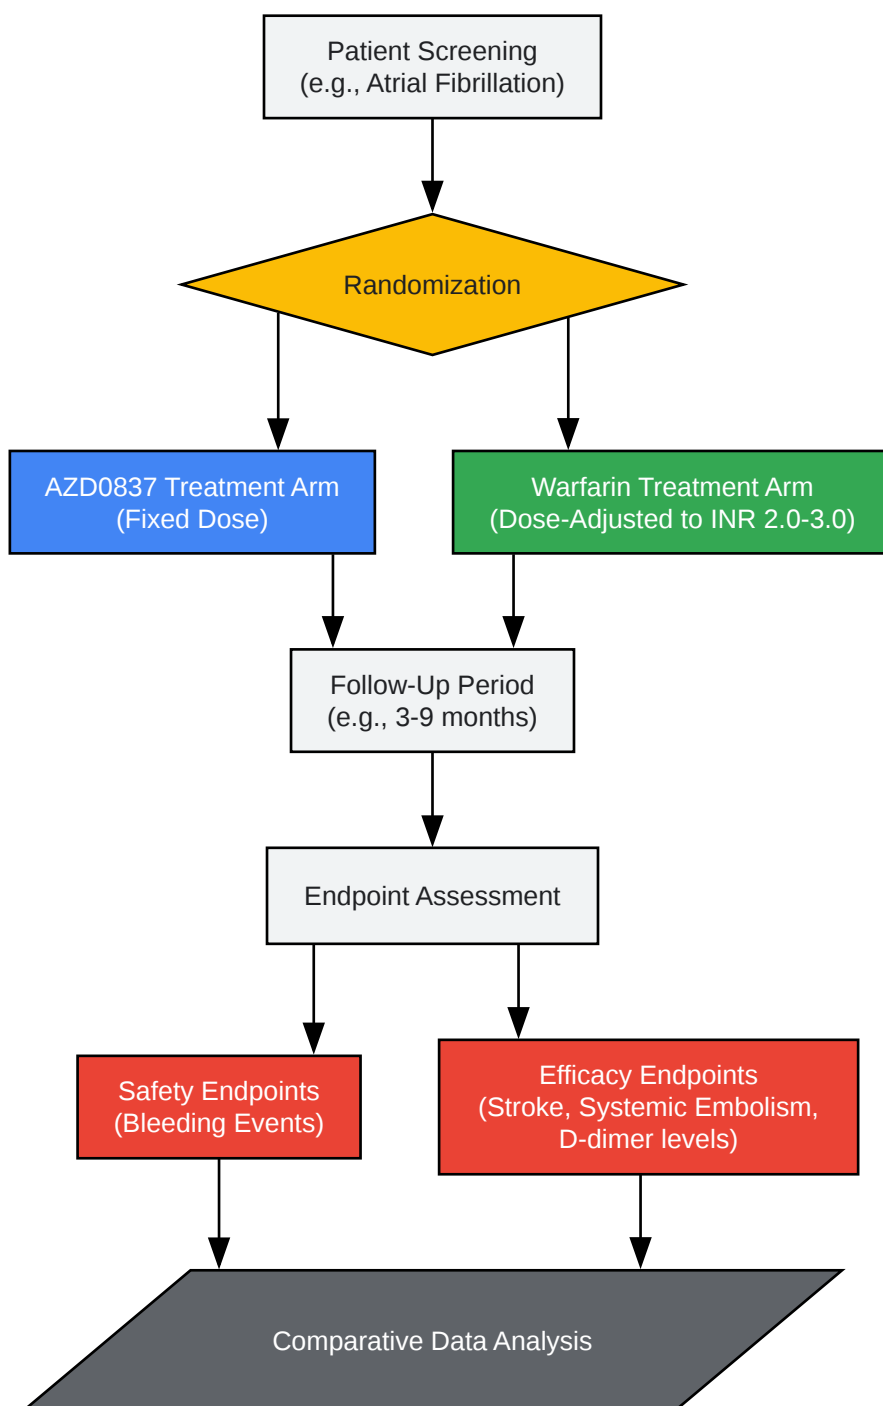 Patient Screening
(e.g., Atrial Fibrillation)
Randomization
AZD0837 Treatment Arm
(Fixed Dose)
Warfarin Treatment Arm
(Dose-Adjusted to INR 2.0-3.0)
Follow-Up Period
(e.g., 3-9 months)
Endpoint Assessment
Safety Endpoints
(Bleeding Events)
Efficacy Endpoints
(Stroke, Systemic Embolism,
D-dimer levels)
Comparative Data Analysis